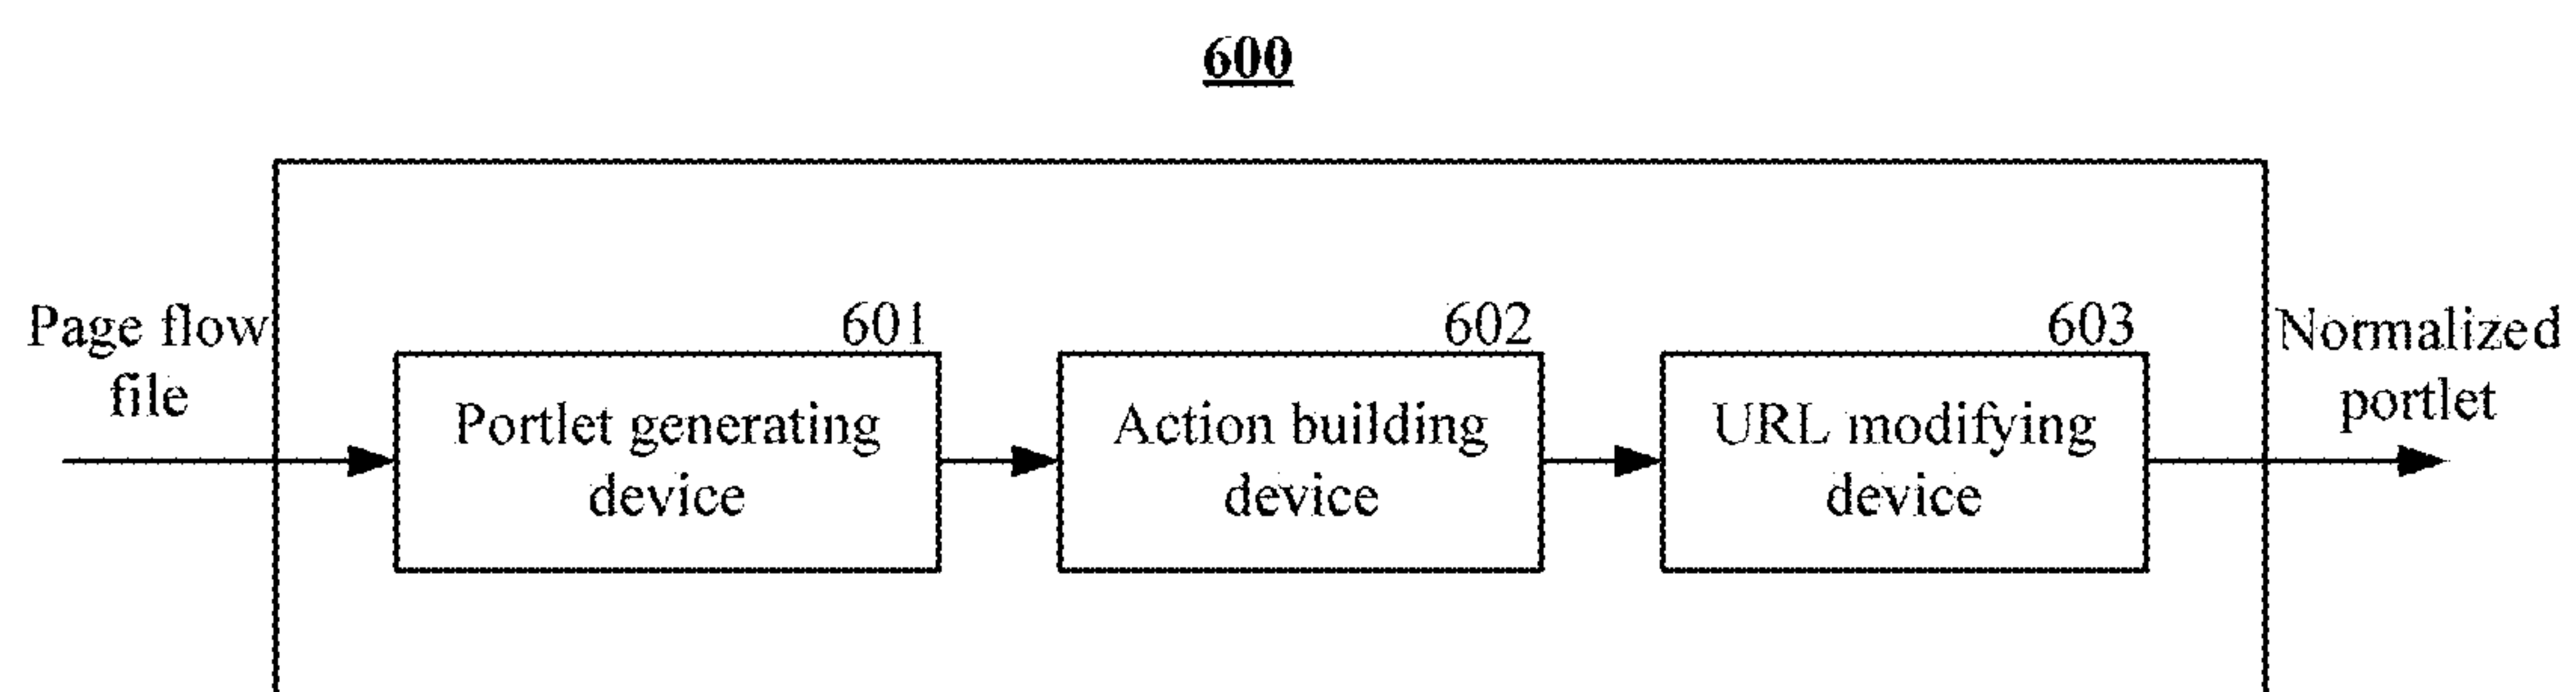 600
Page flow
file
601
Portlet generating
device
602
Action building
device
603
URL modifying
device
Normalized
portlet